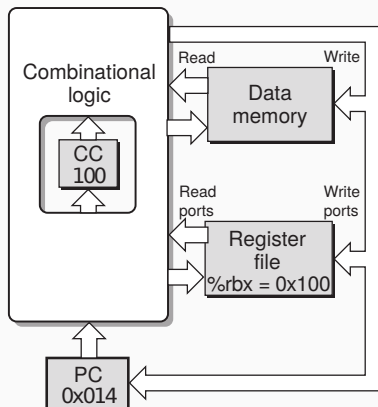 Combinational
logic
CC
100
Read
Write
Data
memory
Read
ports
Write
ports
Register
file
%rbx = 0x100
PC
0x014